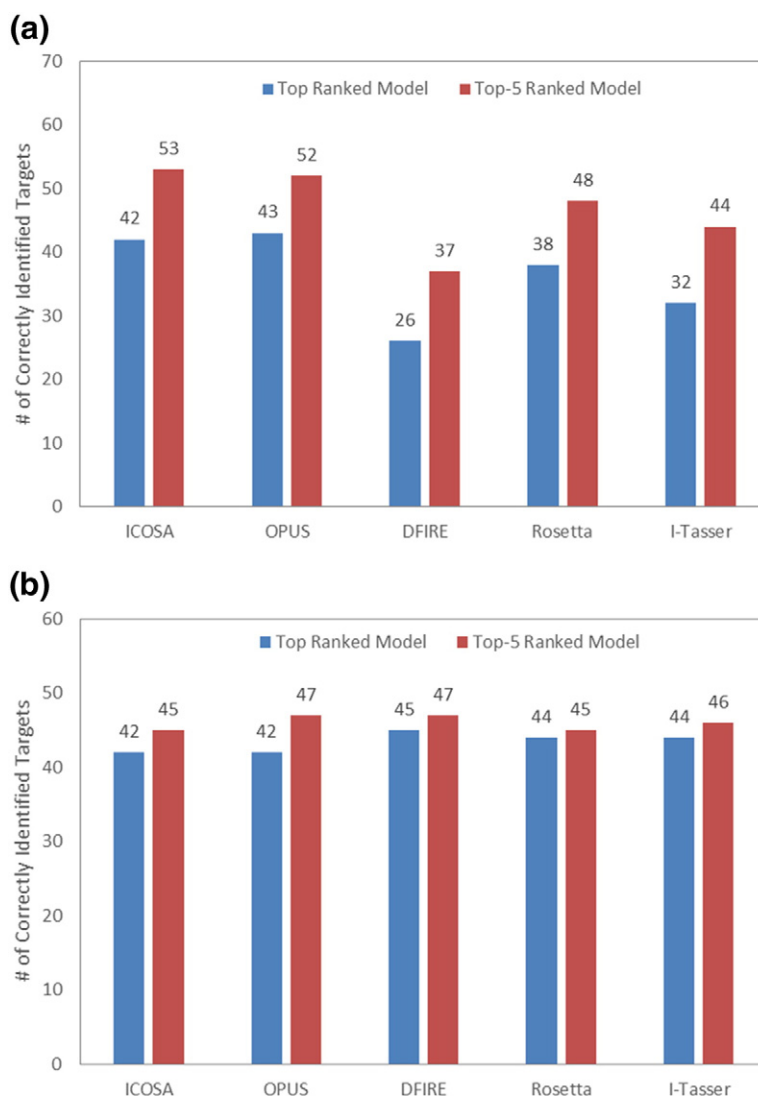 (a)
70
60
50
40
30
20
10
0
# of Correctly Identified Targets
Top Ranked Model Top-5 Ranked Model
42 53 43 52 26 37 38 48 32 44
ICOSA OPUS DFIRE Rosetta I-Tasser
(b)
60
50
40
30
20
10
0
# of Correctly Identified Targets
Top Ranked Model Top-5 Ranked Model
42 45 42 47 45 47 44 45 44 46
ICOSA OPUS DFIRE Rosetta I-Tasser